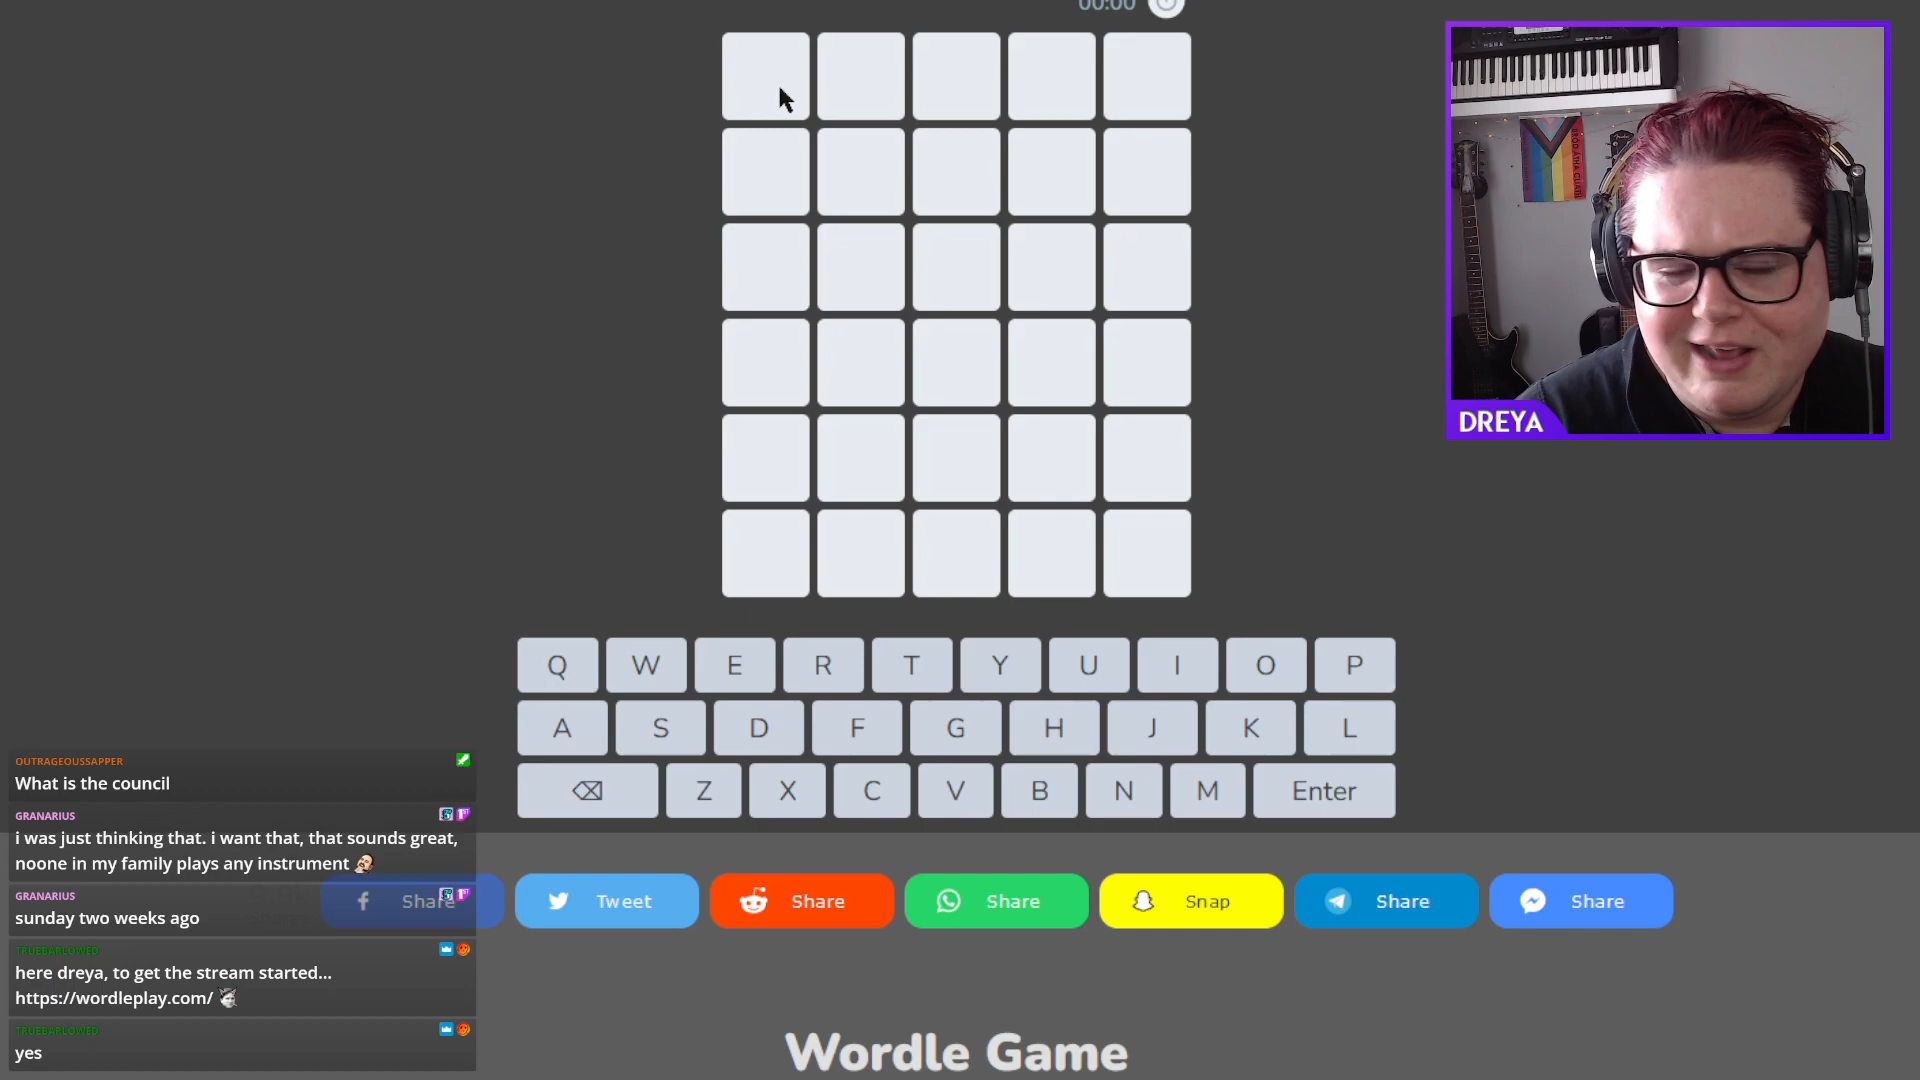 00:00
DREYA
Q W E R T Y U I O P
A S D F G H J K L
Z X C V B N M Enter
OUTRAGEOUSSAPPER
What is the council
GRANARIUS
i was just thinking that. i want that, that sounds great,
noone in my family plays any instrument
GRANARIUS
sunday two weeks ago
TRUEBARLOWED
here dreya, to get the stream started...
https://wordleplay.com/
TRUEBARLOWED
yes
Share Tweet Share Share Snap Share Share
Wordle Game